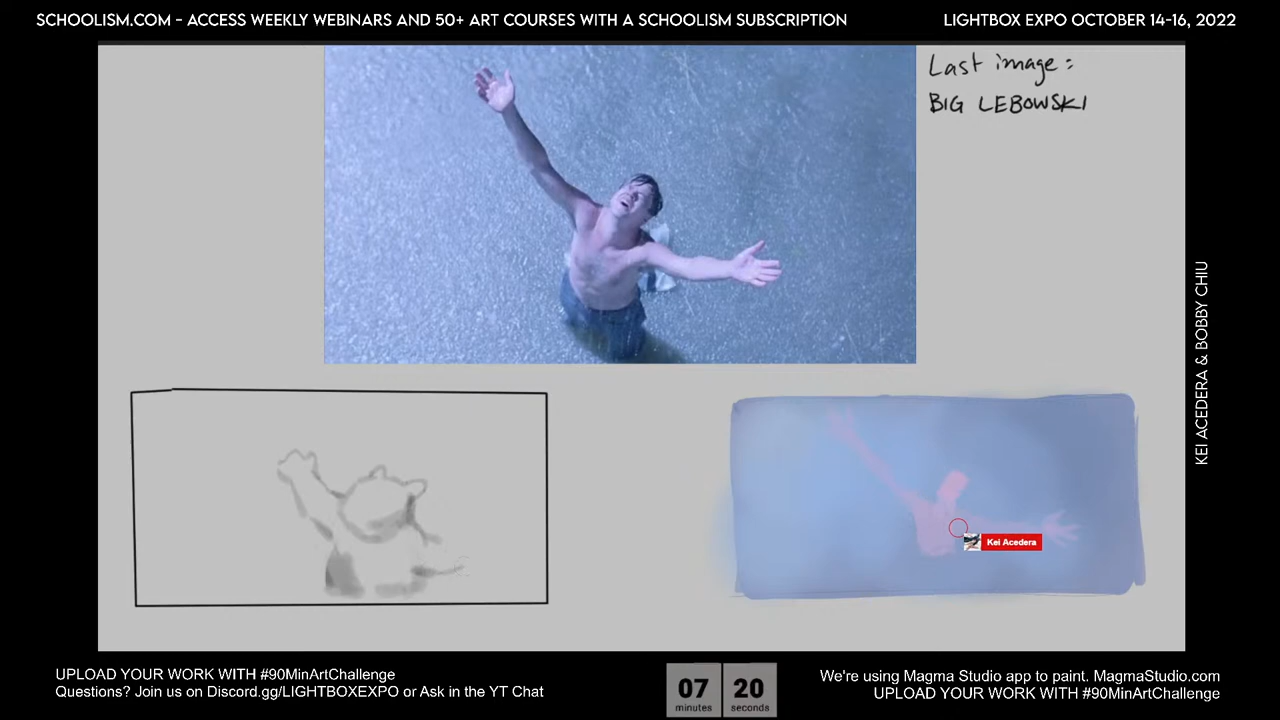 SCHOOLISM.COM – ACCESS WEEKLY WEBINARS AND 50+ ART COURSES WITH A SCHOOLISM SUBSCRIPTION
LIGHTBOX EXPO OCTOBER 14-16, 2022
Last image:
BIG LEBOWSKI
KEI ACEDERA & BOBBY CHIU
Kei Acedera
UPLOAD YOUR WORK WITH #90MinArtChallenge
Questions? Join us on Discord.gg/LIGHTBOXEXPO or Ask in the YT Chat
07
minutes
20
seconds
We're using Magma Studio app to paint. MagmaStudio.com
UPLOAD YOUR WORK WITH #90MinArtChallenge